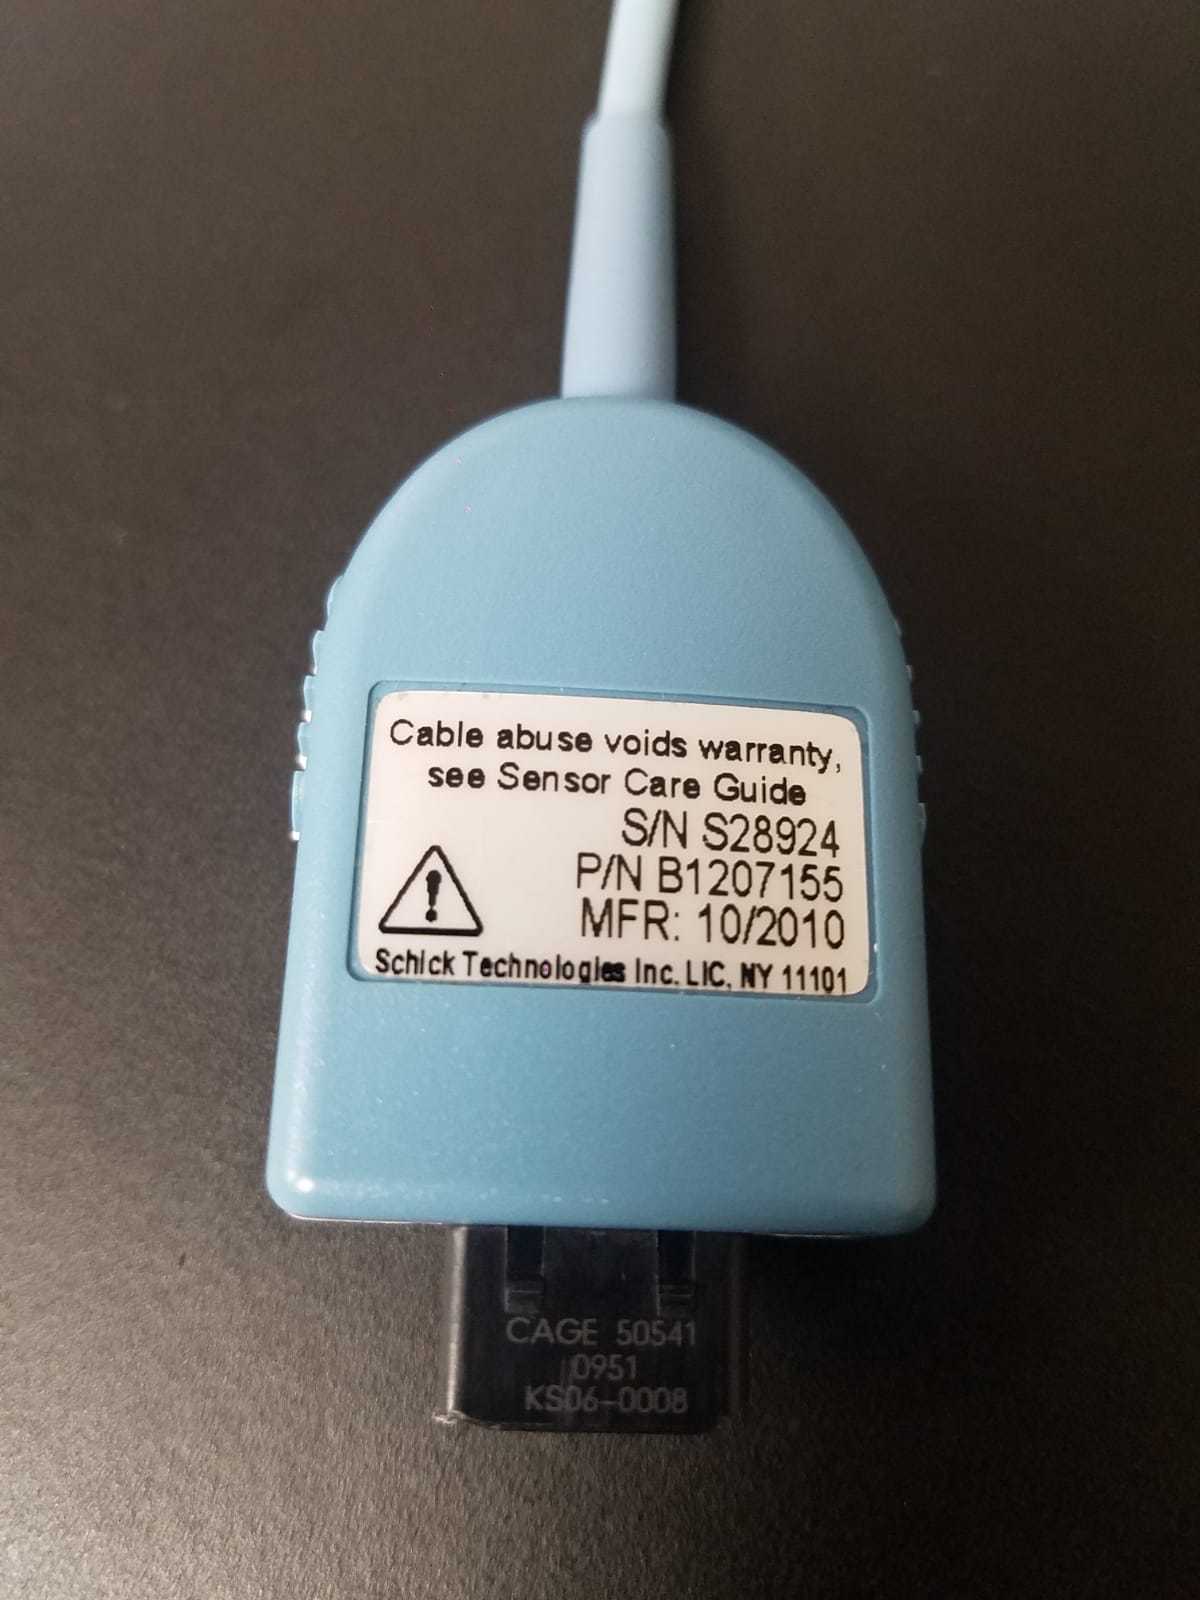 Cable abuse voids warranty,
see Sensor Care Guide
S/N S28924
P/N B1207155
MFR: 10/2010
Schick Technologies Inc. LIC, NY 11101
CAGE 50541
0951
KS06-0008